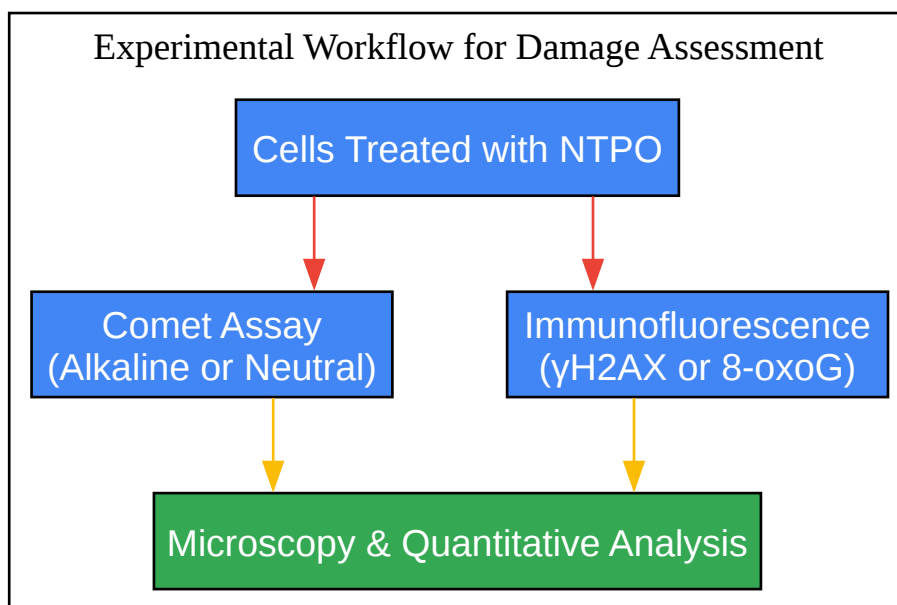 Experimental Workflow for Damage Assessment
Cells Treated with NTPO
Comet Assay
(Alkaline or Neutral)
Immunofluorescence
(γH2AX or 8-oxoG)
Microscopy & Quantitative Analysis